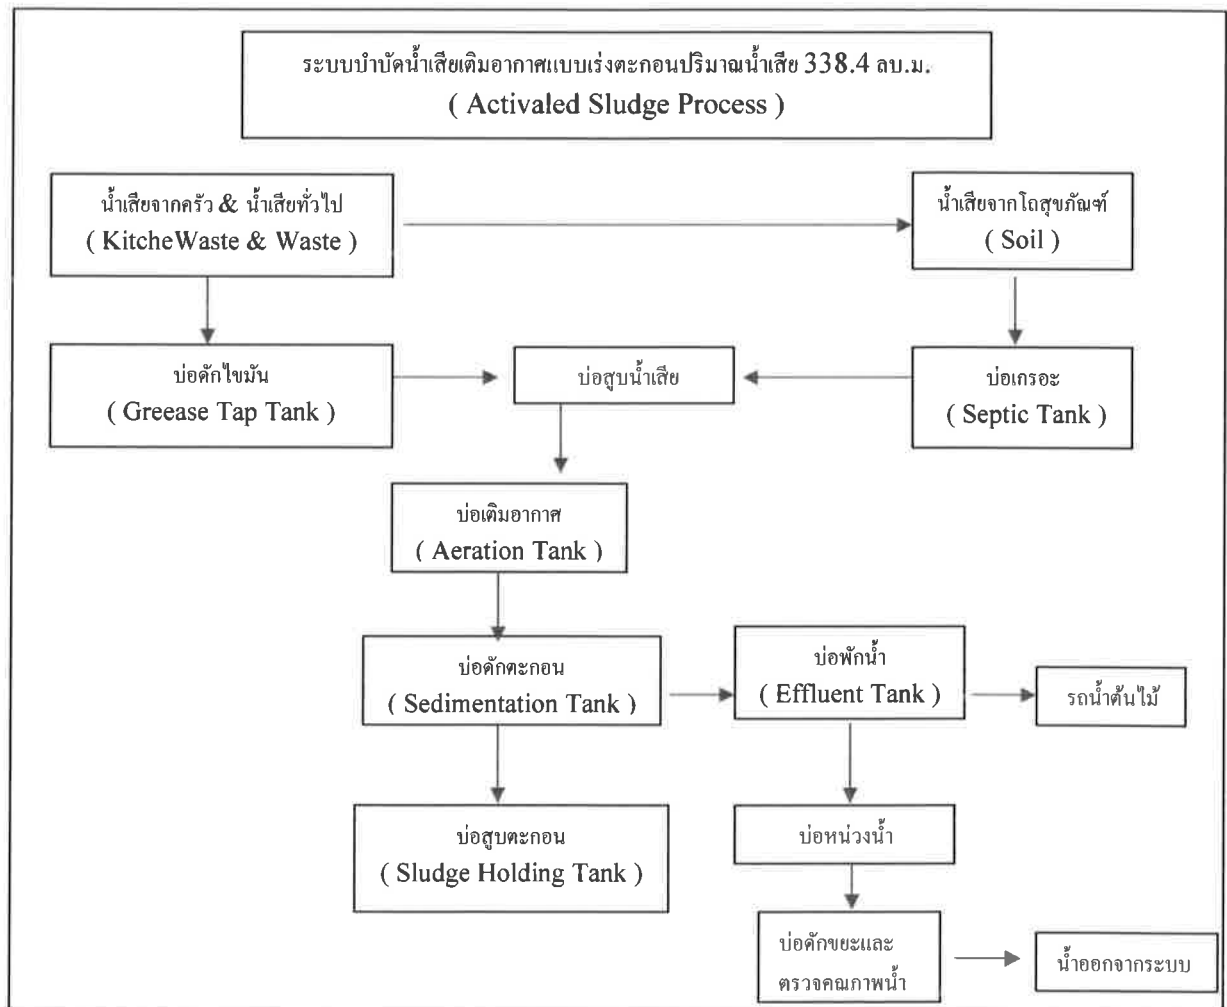 ระบบบำบัดน้ำเสียเติมอากาศแบบเร่งตะกอนปริมาณน้ำเสีย 338.4 ลบ.ม.
( Activaled Sludge Process )
น้ำเสียจากครัว & น้ำเสียทั่วไป
( KitcheWaste & Waste )
น้ำเสียจากโถสุขภัณฑ์
( Soil )
บ่อดักไขมัน
( Greease Tap Tank )
บ่อสูบน้ำเสีย
บ่อเกรอะ
( Septic Tank )
บ่อเติมอากาศ
( Aeration Tank )
บ่อดักตะกอน
( Sedimentation Tank )
บ่อพักน้ำ
( Effluent Tank )
รถน้ำต้นไม้
บ่อสูบตะกอน
( Sludge Holding Tank )
บ่อหน่วงน้ำ
บ่อดักขยะและ
ตรวจคณภาพน้ำ
น้ำออกจากระบบ